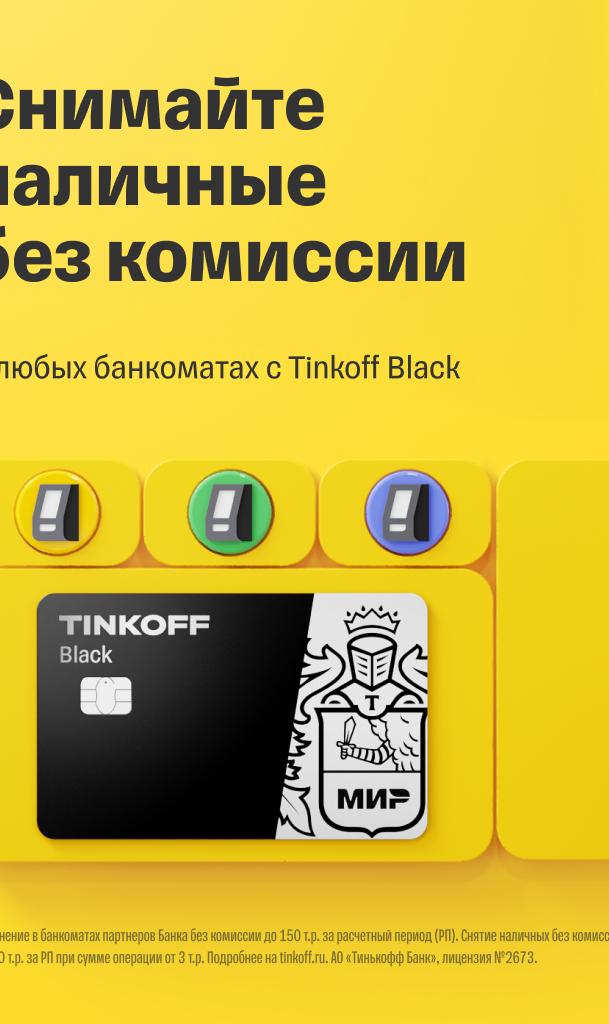 Снимайте
наличные
без комиссии
любых банкоматах с Tinkoff Black
TINKOFF
Black
T
МИР
нение в банкоматах партнеров Банка без комиссии до 150 т.р. за расчетный период (РП). Снятие наличных без комисс
0 т.р. за РП при сумме операции от 3 т.р. Подробнее на tinkoff.ru. АО «Тинькофф Банк», лицензия №2673.